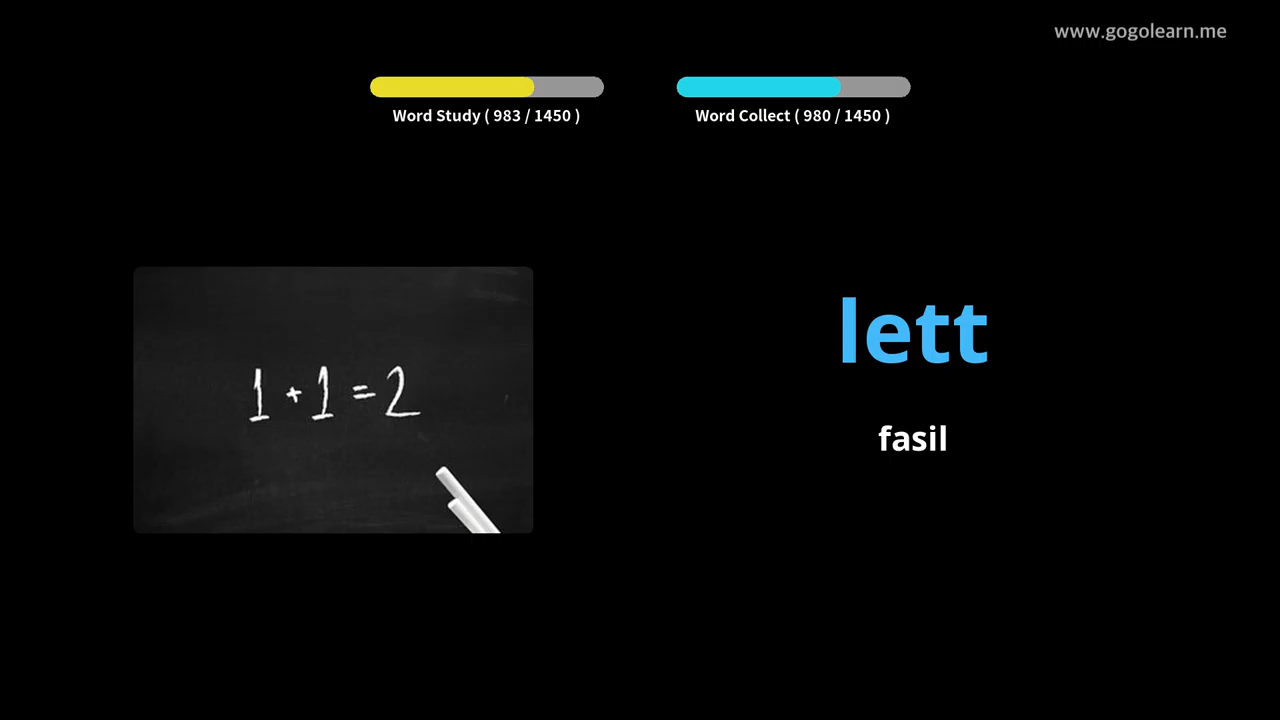 www.gogolearn.me
Word Study ( 983 / 1450 )
Word Collect ( 980 / 1450 )
1 + 1 = 2
lett
fasil